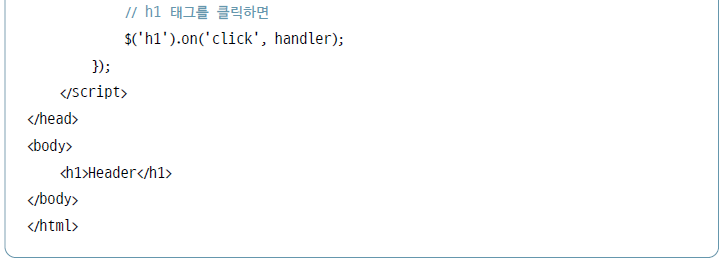 // h1 태그를 클릭하면
$('h1').on('click', handler);
});
</script>
</head>
<body>
<h1>Header</h1>
</body>
</html>